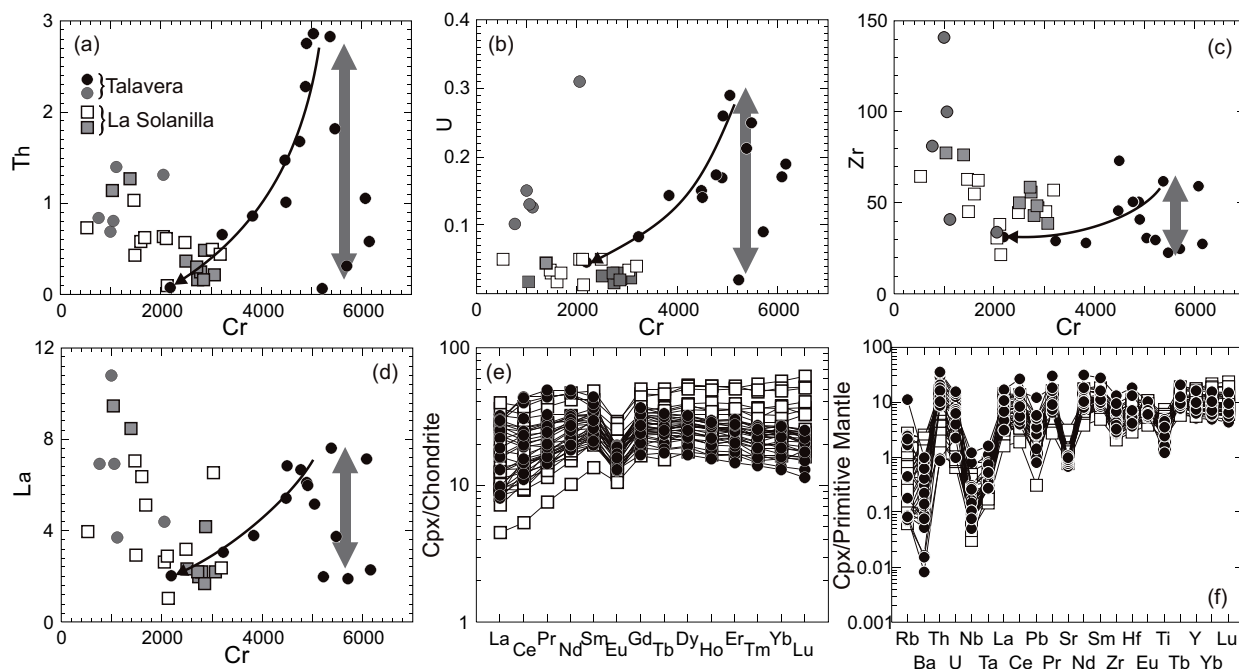 (a)
3
2
1
0
Th
Talavera
La Solanilla
0 2000 4000 6000
Cr
(b)
0.4
0.3
0.2
0.1
U
0 2000 4000 6000
Cr
(c)
150
100
50
0
Zr
0 2000 4000 6000
Cr
(d)
12
8
4
0
La
0 2000 4000 6000
Cr
(e)
100
10
1
Cpx/Chondrite
La Ce Pr Nd Sm Eu Gd Tb Dy Ho Er Tm Yb Lu
(f)
100
10
1
0.1
0.01
0.001
Cpx/Primitive Mantle
Rb Th Nb La Pb Sr Sm Hf Ti Y Lu
Ba U Ta Ce Pr Nd Zr Eu Tb Yb